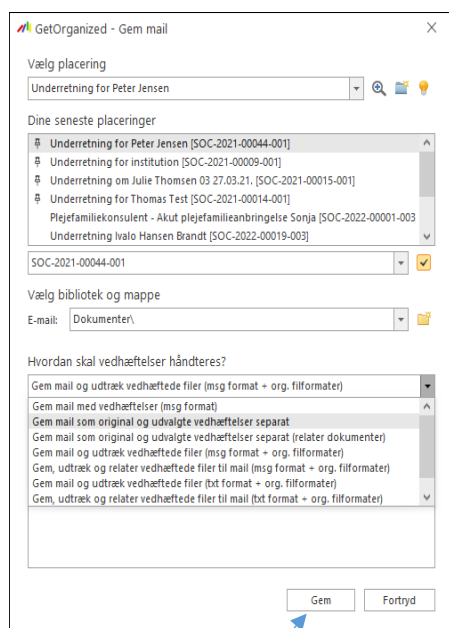 GetOrganized - Gem mail
Vælg placering
Underretning for Peter Jensen
Dine seneste placeringer
Underretning for Peter Jensen [SOC-2021-00044-001]
Underretning for institution [SOC-2021-00009-001]
Underretning om Julie Thomsen 03 27.03.21. [SOC-2021-00015-001]
Underretning for Thomas Test [SOC-2021-00014-001]
Plejefamiliekonsulent - Akut plejefamilieanbringelse Sonja [SOC-2022-00001-003
Underretning Ivalo Hansen Brandt [SOC-2022-00019-003]
SOC-2021-00044-001
Vælg bibliotek og mappe
E-mail: Dokumenter\
Hvordan skal vedhæftelser håndteres?
Gem mail og udtræk vedhæftede filer (msg format + org. filformater)
Gem mail med vedhæftelser (msg format)
Gem mail som original og udvalgte vedhæftelser separat
Gem mail som original og udvalgte vedhæftelser separat (relater dokumenter)
Gem mail og udtræk vedhæftede filer (msg format + org. filformater)
Gem, udtræk og relater vedhæftede filer til mail (msg format + org. filformater)
Gem mail og udtræk vedhæftede filer (txt format + org. filformater)
Gem, udtræk og relater vedhæftede filer til mail (txt format + org. filformater)
Gem Fortryd